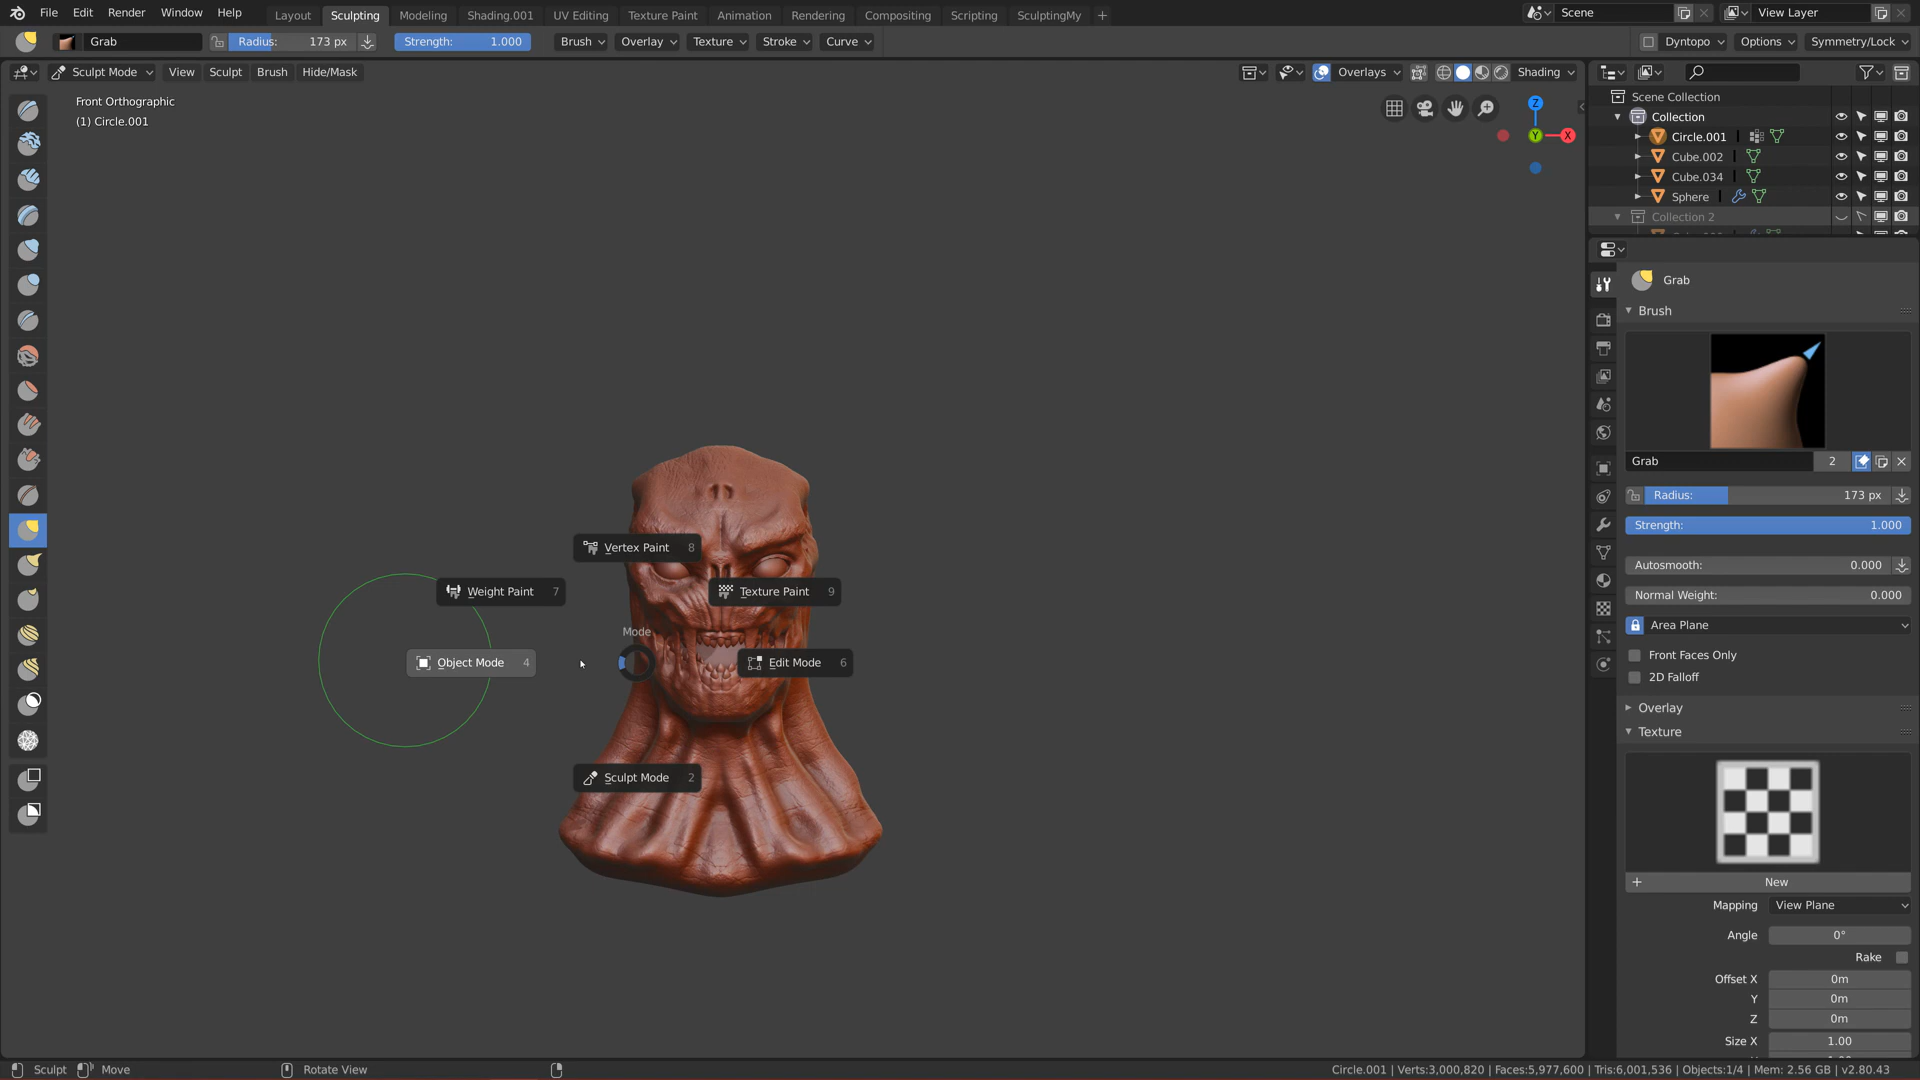 File Edit Render Window Help Layout Sculpting Modeling Shading.001 UV Editing Texture Paint Animation Rendering Compositing Scripting SculptingMy + Scene View Layer
Grab Radius: 173 px Strength: 1.000 Brush Overlay Texture Stroke Curve Dyntopo Options Symmetry/Lock
Sculpt Mode View Sculpt Brush Hide/Mask Overlays Shading
Front Orthographic
(1) Circle.001
Z
Y
X
Scene Collection
Collection
Circle.001
Cube.002
Cube.034
Sphere
Collection 2
Grab
Brush
Grab 2
Radius: 173 px
Strength: 1.000
Autosmooth: 0.000
Normal Weight: 0.000
Area Plane
Front Faces Only
2D Falloff
Overlay
Texture
+ New
Mapping View Plane
Angle 0°
Rake
Offset X 0m
Y 0m
Z 0m
Size X 1.00
Vertex Paint 8
Weight Paint 7
Texture Paint 9
Mode
Object Mode 4
Edit Mode 6
Sculpt Mode 2
Sculpt Move Rotate View Circle.001 | Verts:3,000,820 | Faces:5,977,600 | Tris:6,001,536 | Objects:1/4 | Mem: 2.56 GB | v2.80.43